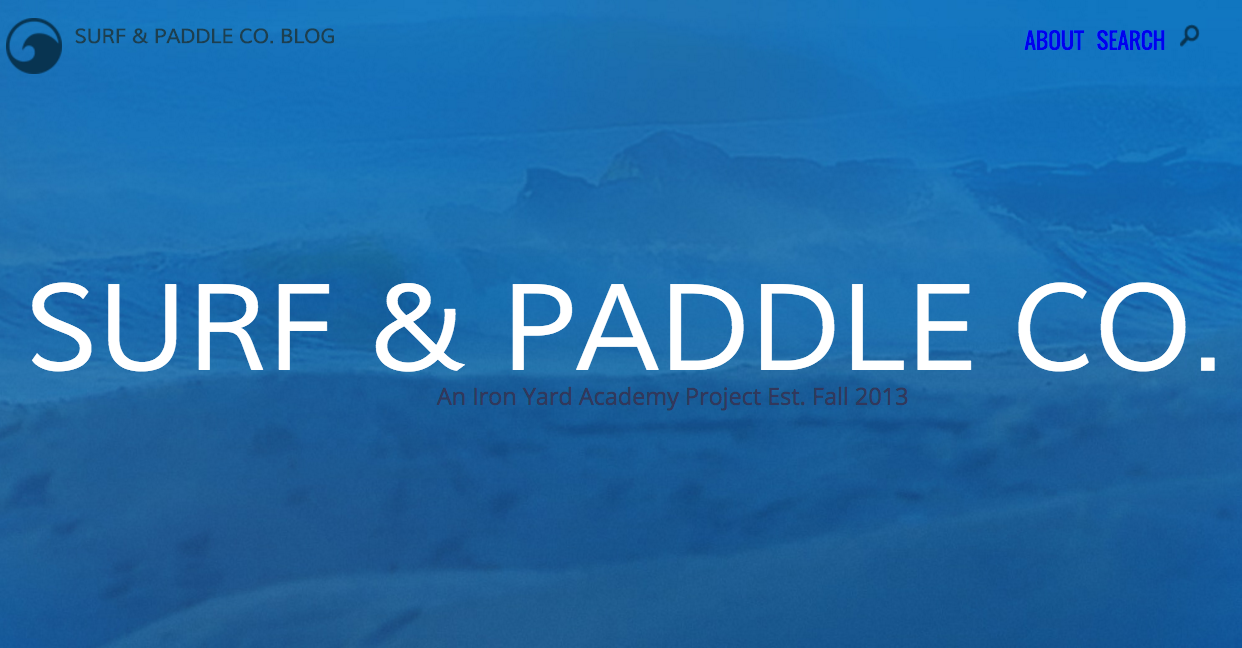 SURF & PADDLE CO. BLOG
ABOUT SEARCH
SURF & PADDLE CO.
An Iron Yard Academy Project Est. Fall 2013